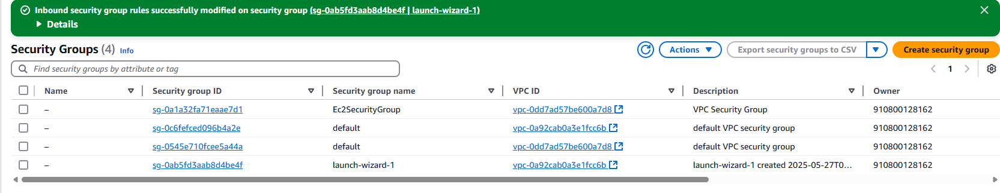 Inbound security group rules successfully modified on security group (sg-0ab5fd3aab8d4be4f | launch-wizard-1)
Details
Security Groups (4) Info
Actions
Export security groups to CSV
Create security group
Find security groups by attribute or tag
1
Name Security group ID Security group name VPC ID Description Owner
– sg-0a1a32fa71eaae7d1 Ec2SecurityGroup vpc-0dd7ad57be600a7d8 VPC Security Group 910800128162
– sg-0c6fefced096b4a2e default vpc-0a92cab0a3e1fcc6b default VPC security group 910800128162
– sg-0545e710fcee5a44a default vpc-0dd7ad57be600a7d8 default VPC security group 910800128162
– sg-0ab5fd3aab8d4be4f launch-wizard-1 vpc-0a92cab0a3e1fcc6b launch-wizard-1 created 2025-05-27T0... 910800128162